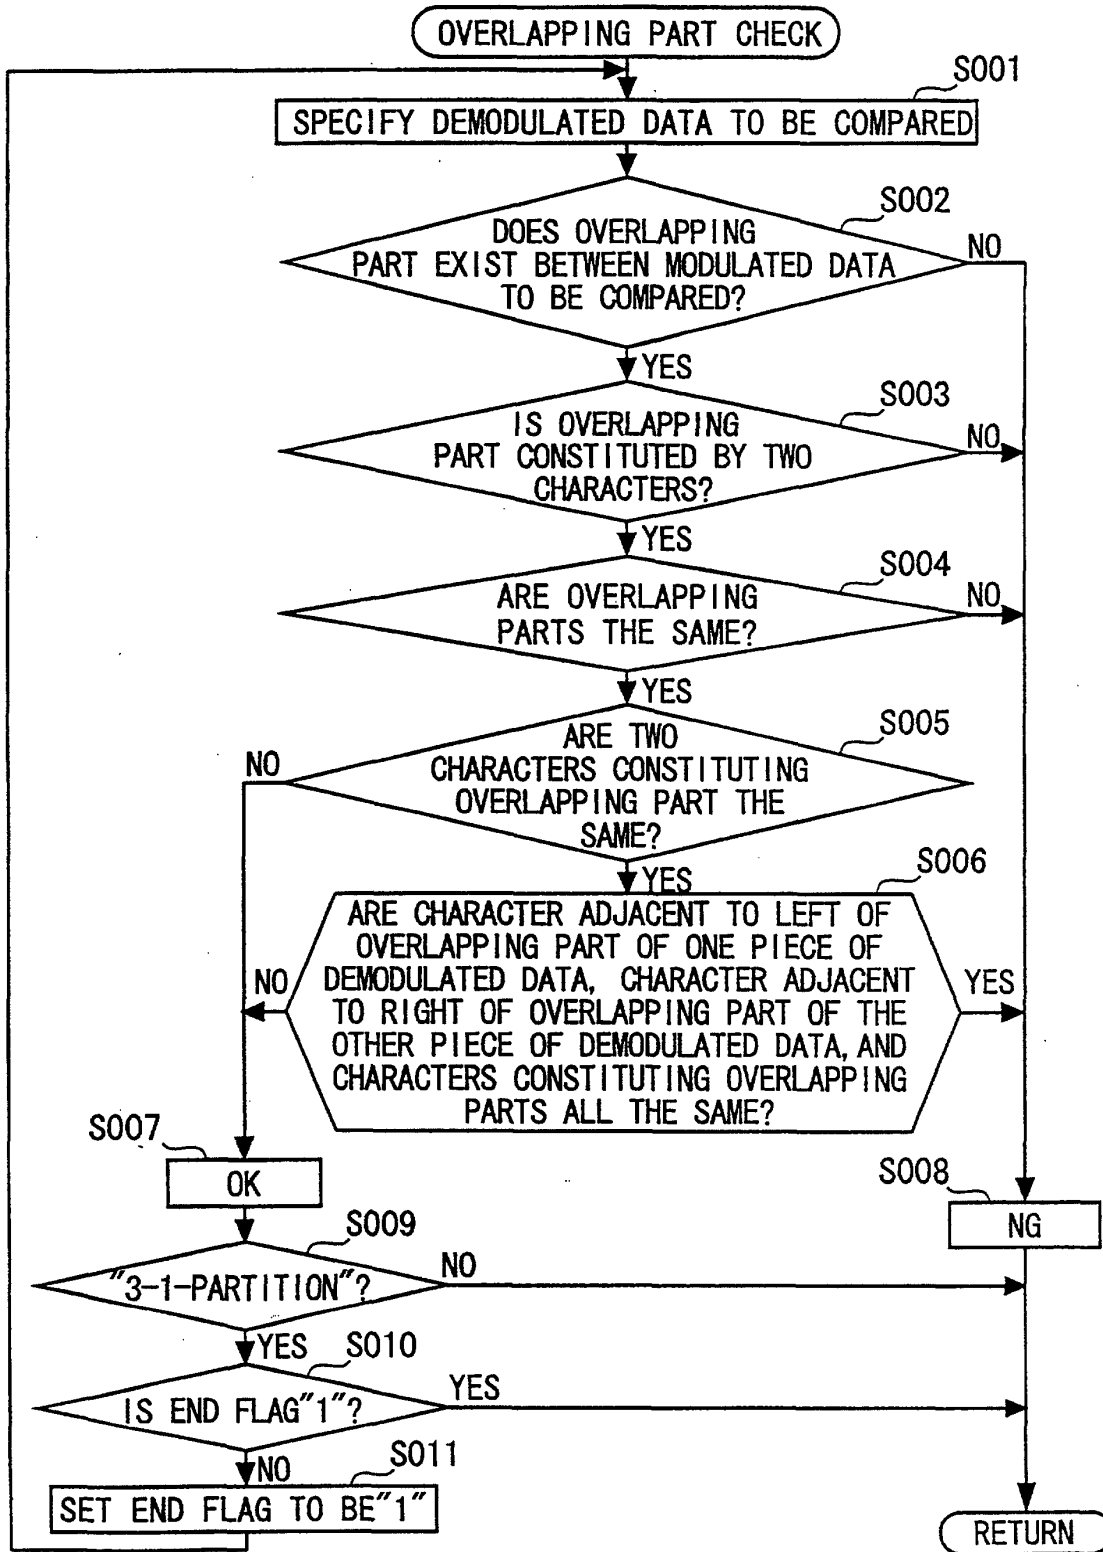 OVERLAPPING PART CHECK
S001
SPECIFY DEMODULATED DATA TO BE COMPARED
S002
DOES OVERLAPPING
PART EXIST BETWEEN MODULATED DATA
TO BE COMPARED?
NO
YES
S003
IS OVERLAPPING
PART CONSTITUTED BY TWO
CHARACTERS?
NO
YES
S004
ARE OVERLAPPING
PARTS THE SAME?
NO
YES
S005
ARE TWO
CHARACTERS CONSTITUTING
OVERLAPPING PART THE
SAME?
NO
YES
S006
ARE CHARACTER ADJACENT TO LEFT OF
OVERLAPPING PART OF ONE PIECE OF
DEMODULATED DATA, CHARACTER ADJACENT
TO RIGHT OF OVERLAPPING PART OF THE
OTHER PIECE OF DEMODULATED DATA, AND
CHARACTERS CONSTITUTING OVERLAPPING
PARTS ALL THE SAME?
NO
YES
S007
OK
S008
NG
S009
"3-1-PARTITION"?
NO
YES
S010
IS END FLAG"1"?
YES
NO
S011
SET END FLAG TO BE"1"
RETURN